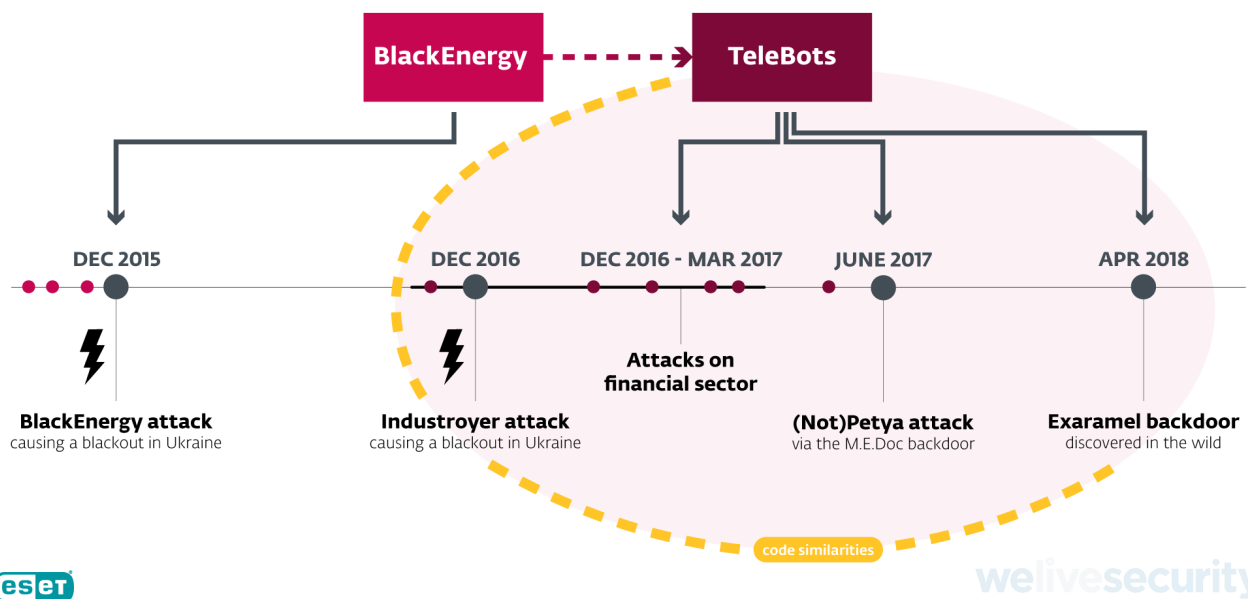 BlackEnergy
TeleBots
DEC 2015
DEC 2016
DEC 2016 - MAR 2017
JUNE 2017
APR 2018
Attacks on
financial sector
BlackEnergy attack
causing a blackout in Ukraine
Industroyer attack
causing a blackout in Ukraine
(Not)Petya attack
via the M.E.Doc backdoor
Exaramel backdoor
discovered in the wild
code similarities
eseT
welivesecurity